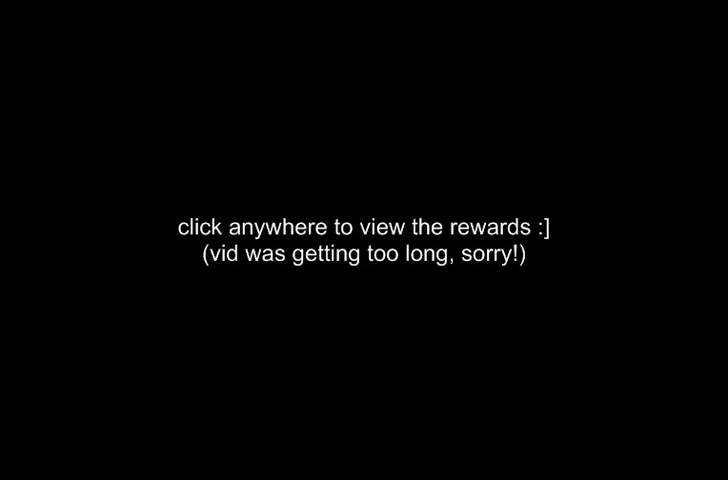 click anywhere to view the rewards :]
(vid was getting too long, sorry!)